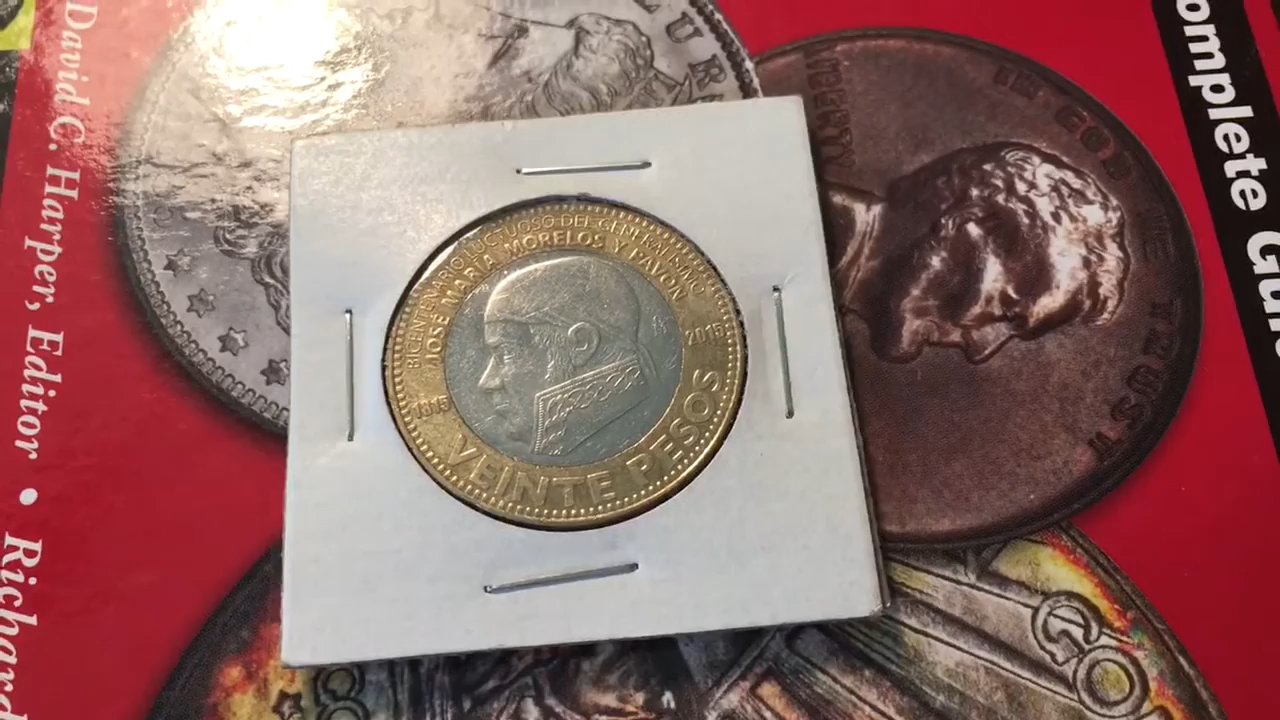 David C. Harper, Editor • Richard
omplete Gui
LIBERTY
IN GOD WE TRUST
BICENTENARIO LUCTUOSO DEL GENERALÍSIMO
JOSÉ MARÍA MORELOS Y PAVÓN
1815
2015
VEINTE PESOS